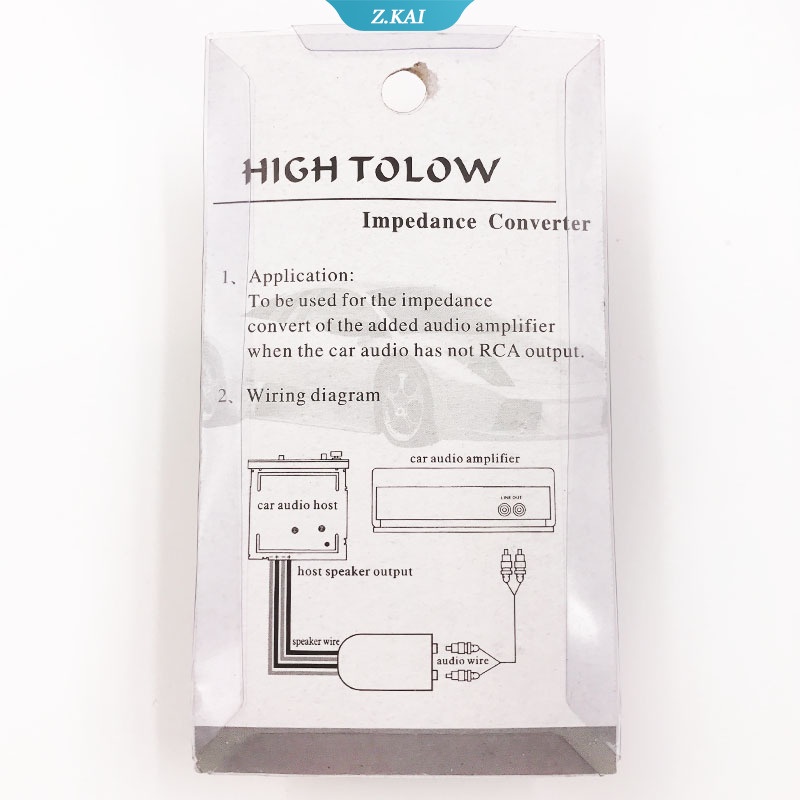 Z.KAI
HIGH TOLOW
Impedance Converter
1、Application:
To be used for the impedance
convert of the added audio amplifier
when the car audio has not RCA output.
2、Wiring diagram
car audio amplifier
LINE OUT
car audio host
host speaker output
speaker wire
audio wire